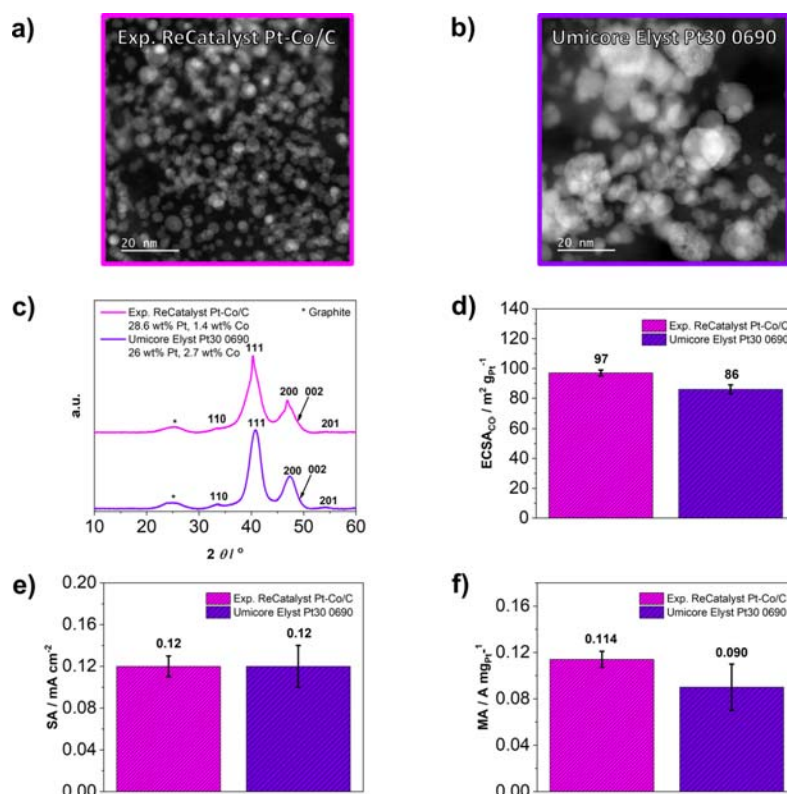 a)
Exp. ReCatalyst Pt-Co/C
20 nm
b)
Umicore Elyst Pt30 0690
20 nm
c)
Exp. ReCatalyst Pt-Co/C
28.6 wt% Pt, 1.4 wt% Co
Umicore Elyst Pt30 0690
26 wt% Pt, 2.7 wt% Co
* Graphite
111
200
002
*
110
201
111
200
002
*
110
201
a.u.
10 20 30 40 50 60
2 θ / °
d)
Exp. ReCatalyst Pt-Co/C
Umicore Elyst Pt30 0690
97
86
140
120
100
80
60
40
20
0
ECSA_CO / m² g_Pt⁻¹
e)
Exp. ReCatalyst Pt-Co/C
Umicore Elyst Pt30 0690
0.12
0.12
0.20
0.16
0.12
0.08
0.04
0.00
SA / mA cm⁻²
f)
Exp. ReCatalyst Pt-Co/C
Umicore Elyst Pt30 0690
0.114
0.090
0.16
0.12
0.08
0.04
0.00
MA / A mg_Pt⁻¹